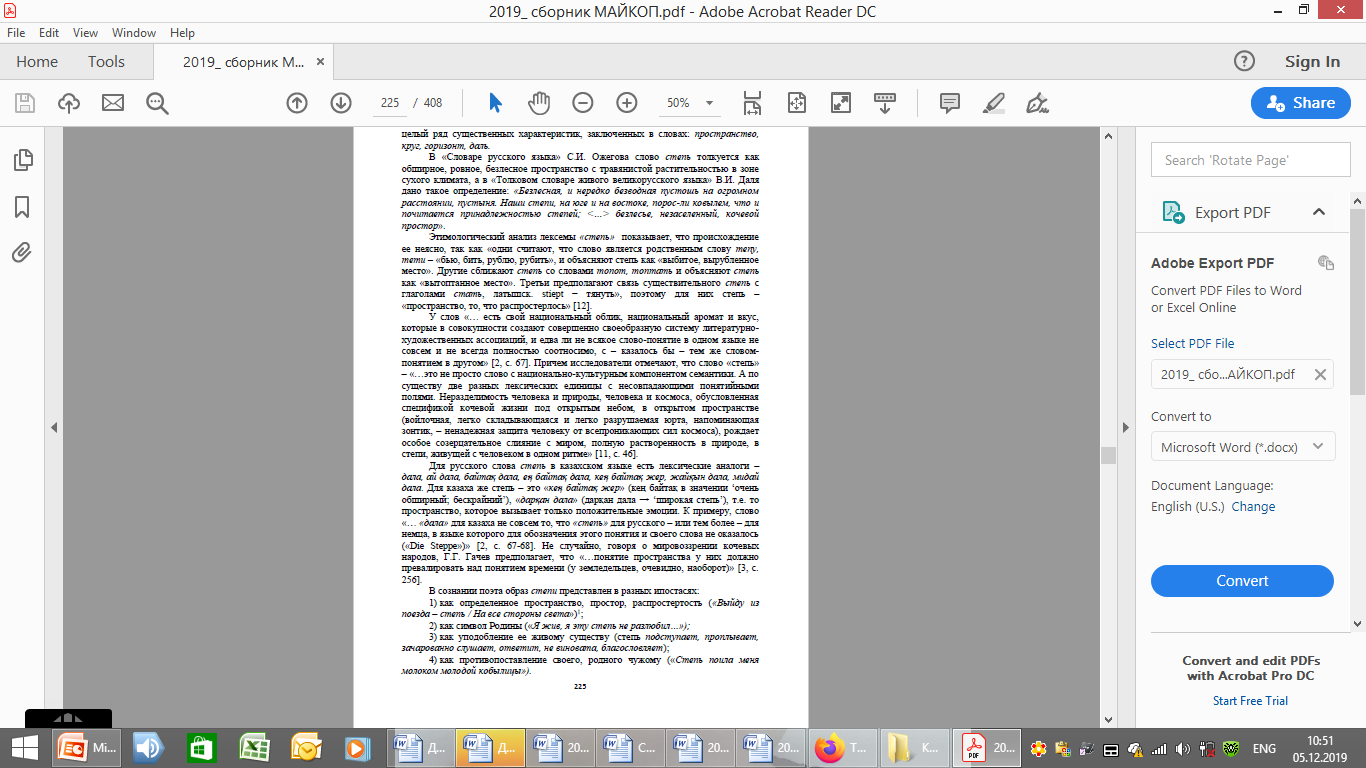 2019_ сборник МАЙКОП.pdf - Adobe Acrobat Reader DC
File Edit View Window Help
Home Tools 2019_ сборник М... × Sign In
225 / 408 50% Share
целый ряд существенных характеристик, заключенных в словах: пространство,
круг, горизонт, даль.
В «Словаре русского языка» С.И. Ожегова слово степь толкуется как
обширное, ровное, безлесное пространство с травянистой растительностью в зоне
сухого климата, а в «Толковом словаре живого великорусского языка» В.И. Даля
дано такое определение: «Безлесная, и нередко безводная пустошь на огромном
расстоянии, пустыня. Наши степи, на юге и на востоке, порос-ли ковылем, что и
почитается принадлежностью степей; <…> безлесье, незаселенный, кочевой
простор».
Этимологический анализ лексемы «степь» показывает, что происхождение
ее неясно, так как «одни считают, что слово является родственным слову тепу,
тети – «бью, бить, рублю, рубить», и объясняют степь как «выбитое, вырубленное
место». Другие сближают степь со словами топот, топтать и объясняют степь
как «вытоптанное место». Третьи предполагают связь существительного степь с
глаголами стать, латышск. stiept – тянуть», поэтому для них степь –
«пространство, то, что распростерлось» [12].
У слов «… есть свой национальный облик, национальный аромат и вкус,
которые в совокупности создают совершенно своеобразную систему литературно-
художественных ассоциаций, и едва ли не всякое слово-понятие в одном языке не
совсем и не всегда полностью соотносимо, с – казалось бы – тем же словом-
понятием в другом» [2, с. 67]. Причем исследователи отмечают, что слово «степь»
– «…это не просто слово с национально-культурным компонентом семантики. А по
существу две разных лексических единицы с несовпадающими понятийными
полями. Неразделимость человека и природы, человека и космоса, обусловленная
спецификой кочевой жизни под открытым небом, в открытом пространстве
(войлочная, легко складывающаяся и легко разрушаемая юрта, напоминающая
зонтик, – ненадежная защита человеку от всепроникающих сил космоса), рождает
особое созерцательное слияние с миром, полную растворенность в природе, в
степи, живущей с человеком в одном ритме» [11, с. 46].
Для русского слова степь в казахском языке есть лексические аналоги –
дала, ай дала, байтақ дала, ең байтақ дала, кең байтақ жер, жайқын дала, мидай
дала. Для казаха же степь – это «кең байтақ жер» (кең байтак в значении ‘очень
обширный; бескрайний’), «дарқан дала» (даркан дала → ‘широкая степь’), т.е. то
пространство, которое вызывает только положительные эмоции. К примеру, слово
«… «дала» для казаха не совсем то, что «степь» для русского – или тем более – для
немца, в языке которого для обозначения этого понятия и своего слова не оказалось
(«Die Steppe»)» [2, с. 67-68]. Не случайно, говоря о мировоззрении кочевых
народов, Г.Г. Гачев предполагает, что «…понятие пространства у них должно
превалировать над понятием времени (у земледельцев, очевидно, наоборот)» [3, с.
256].
В сознании поэта образ степи представлен в разных ипостасях:
1) как определенное пространство, простор, распростертость («Выйду из
поезда – степь / На все стороны света»)¹;
2) как символ Родины («Я жив, я эту степь не разлюбил…»);
3) как уподобление ее живому существу (степь подступает, проплывает,
зачарованно слушает, ответит, не виновата, благословляет);
4) как противопоставление своего, родного чужому («Степь поила меня
молоком молодой кобылицы»).
225
Search 'Rotate Page'
Export PDF
Adobe Export PDF
Convert PDF Files to Word
or Excel Online
Select PDF File
2019_ сбо...АЙКОП.pdf
Convert to
Microsoft Word (*.docx)
Document Language:
English (U.S.) Change
Convert
Convert and edit PDFs
with Acrobat Pro DC
Start Free Trial
Mi... Д... Д... 20... С... 20... 20... Т... К... 20... ENG 10:51
05.12.2019